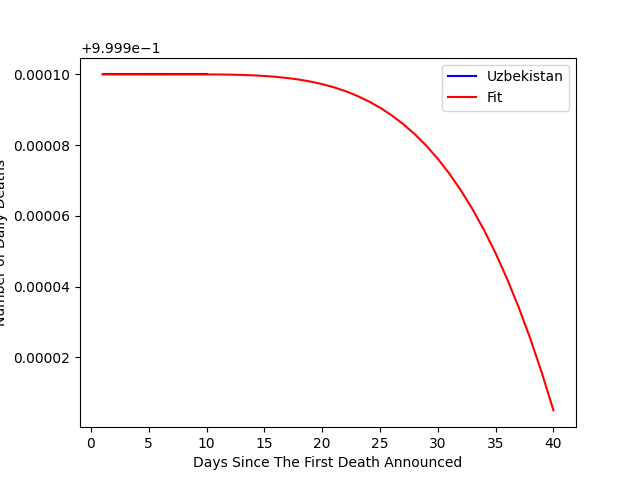 +9.999e−1
0.00010
0.00008
0.00006
0.00004
0.00002
Number of Daily Deaths
Uzbekistan
Fit
0 5 10 15 20 25 30 35 40
Days Since The First Death Announced